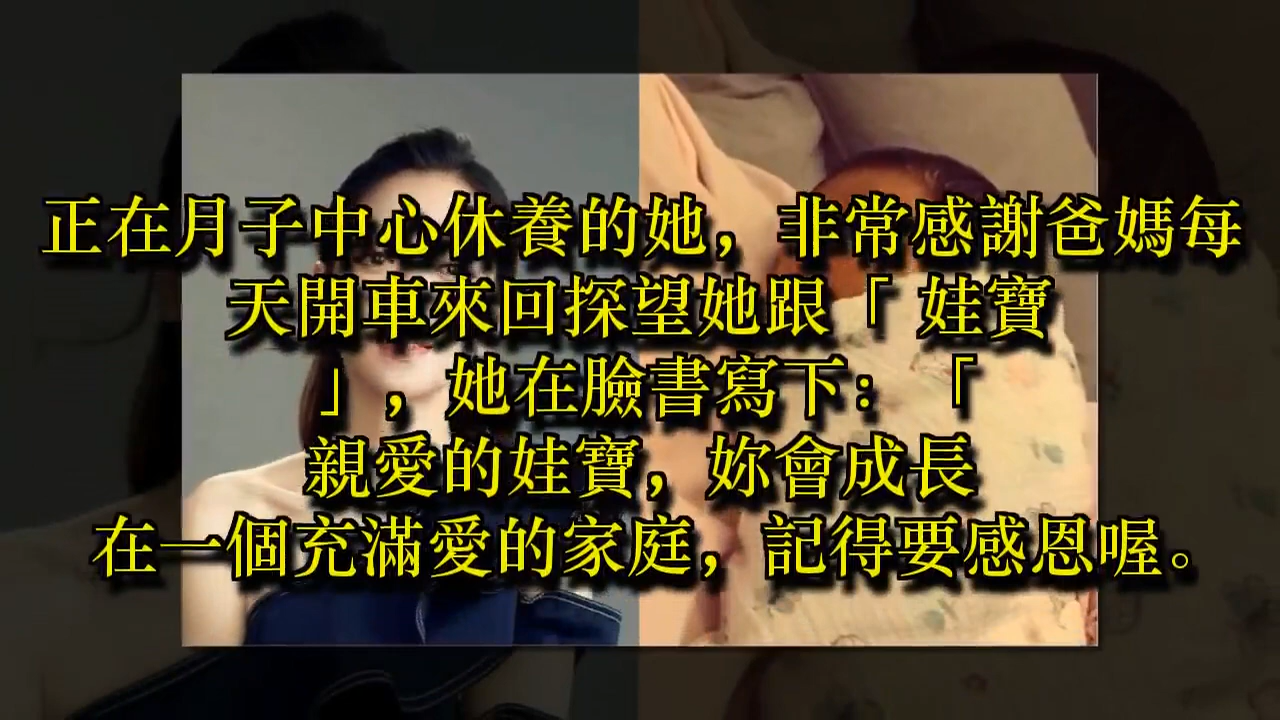 正在月子中心休養的她，非常感謝爸媽每
天開車來回探望她跟「 娃寶
」，她在臉書寫下：「
親愛的娃寶，妳會成長
在一個充滿愛的家庭，記得要感恩喔。